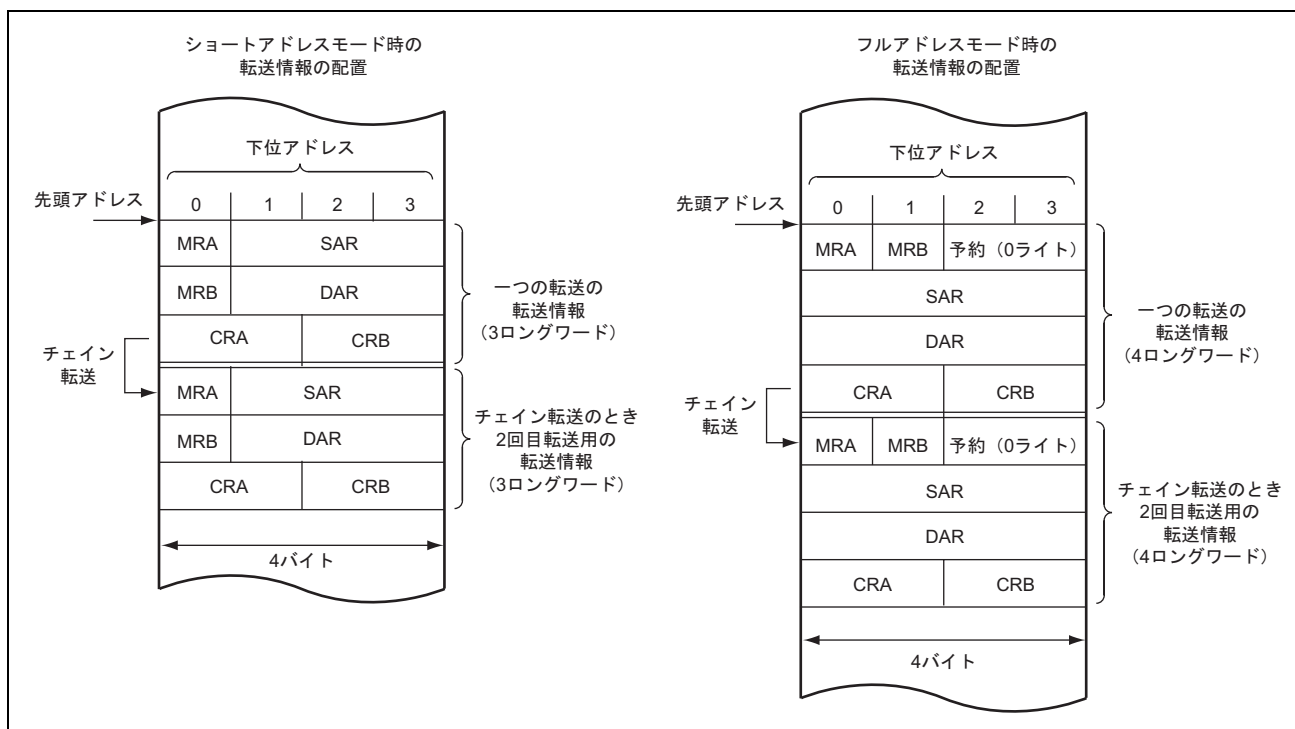 ショートアドレスモード時の
転送情報の配置
下位アドレス
先頭アドレス
0 1 2 3
MRA SAR
MRB DAR
CRA CRB
一つの転送の
転送情報
（3ロングワード）
チェイン
転送
MRA SAR
MRB DAR
CRA CRB
チェイン転送のとき
2回目転送用の
転送情報
（3ロングワード）
4バイト
フルアドレスモード時の
転送情報の配置
下位アドレス
先頭アドレス
0 1 2 3
MRA MRB 予約（0ライト）
SAR
DAR
CRA CRB
一つの転送の
転送情報
（4ロングワード）
チェイン
転送
MRA MRB 予約（0ライト）
SAR
DAR
CRA CRB
チェイン転送のとき
2回目転送用の
転送情報
（4ロングワード）
4バイト